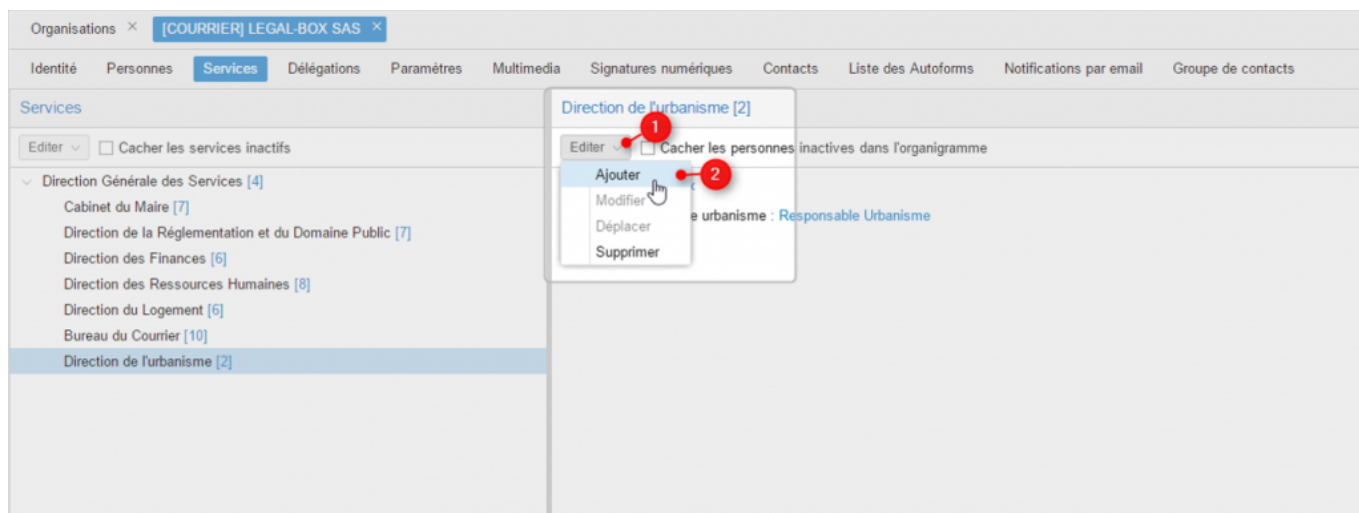 Organisations × [COURRIER] LEGAL-BOX SAS ×
Identité Personnes Services Délégations Paramètres Multimedia Signatures numériques Contacts Liste des Autoforms Notifications par email Groupe de contacts
Services
Editer Cacher les services inactifs
Direction Générale des Services [4]
Cabinet du Maire [7]
Direction de la Réglementation et du Domaine Public [7]
Direction des Finances [6]
Direction des Ressources Humaines [8]
Direction du Logement [6]
Bureau du Courrier [10]
Direction de l'urbanisme [2]
Direction de l'urbanisme [2]
1
Editer Cacher les personnes inactives dans l'organigramme
Ajouter 2
Modifier
e urbanisme : Responsable Urbanisme
Déplacer
Supprimer